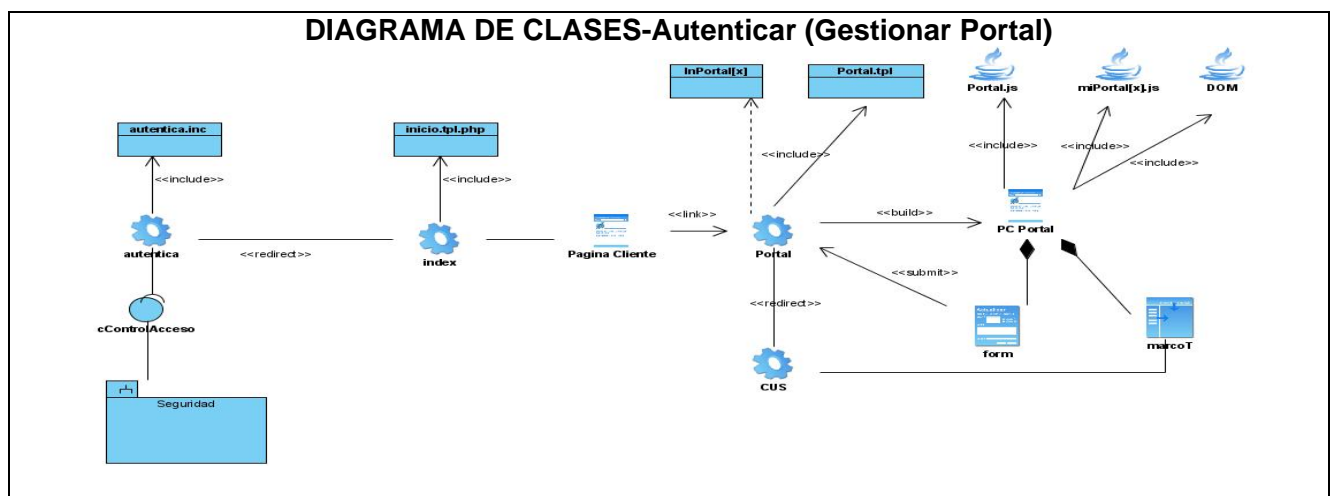 DIAGRAMA DE CLASES-Autenticar (Gestionar Portal)
InPortal[x]
Portal.tpl
Portal.js
miPortal[x].js
DOM
autentica.inc
inicio.tpl.php
<<include>>
<<include>>
<<include>>
<<include>>
<<include>>
<<include>>
<<link>>
<<build>>
PC Portal
autentica
<<redirect>>
index
Pagina Cliente
Portal
<<submit>>
<<redirect>>
cControlAcceso
form
marcoT
CUS
Seguridad